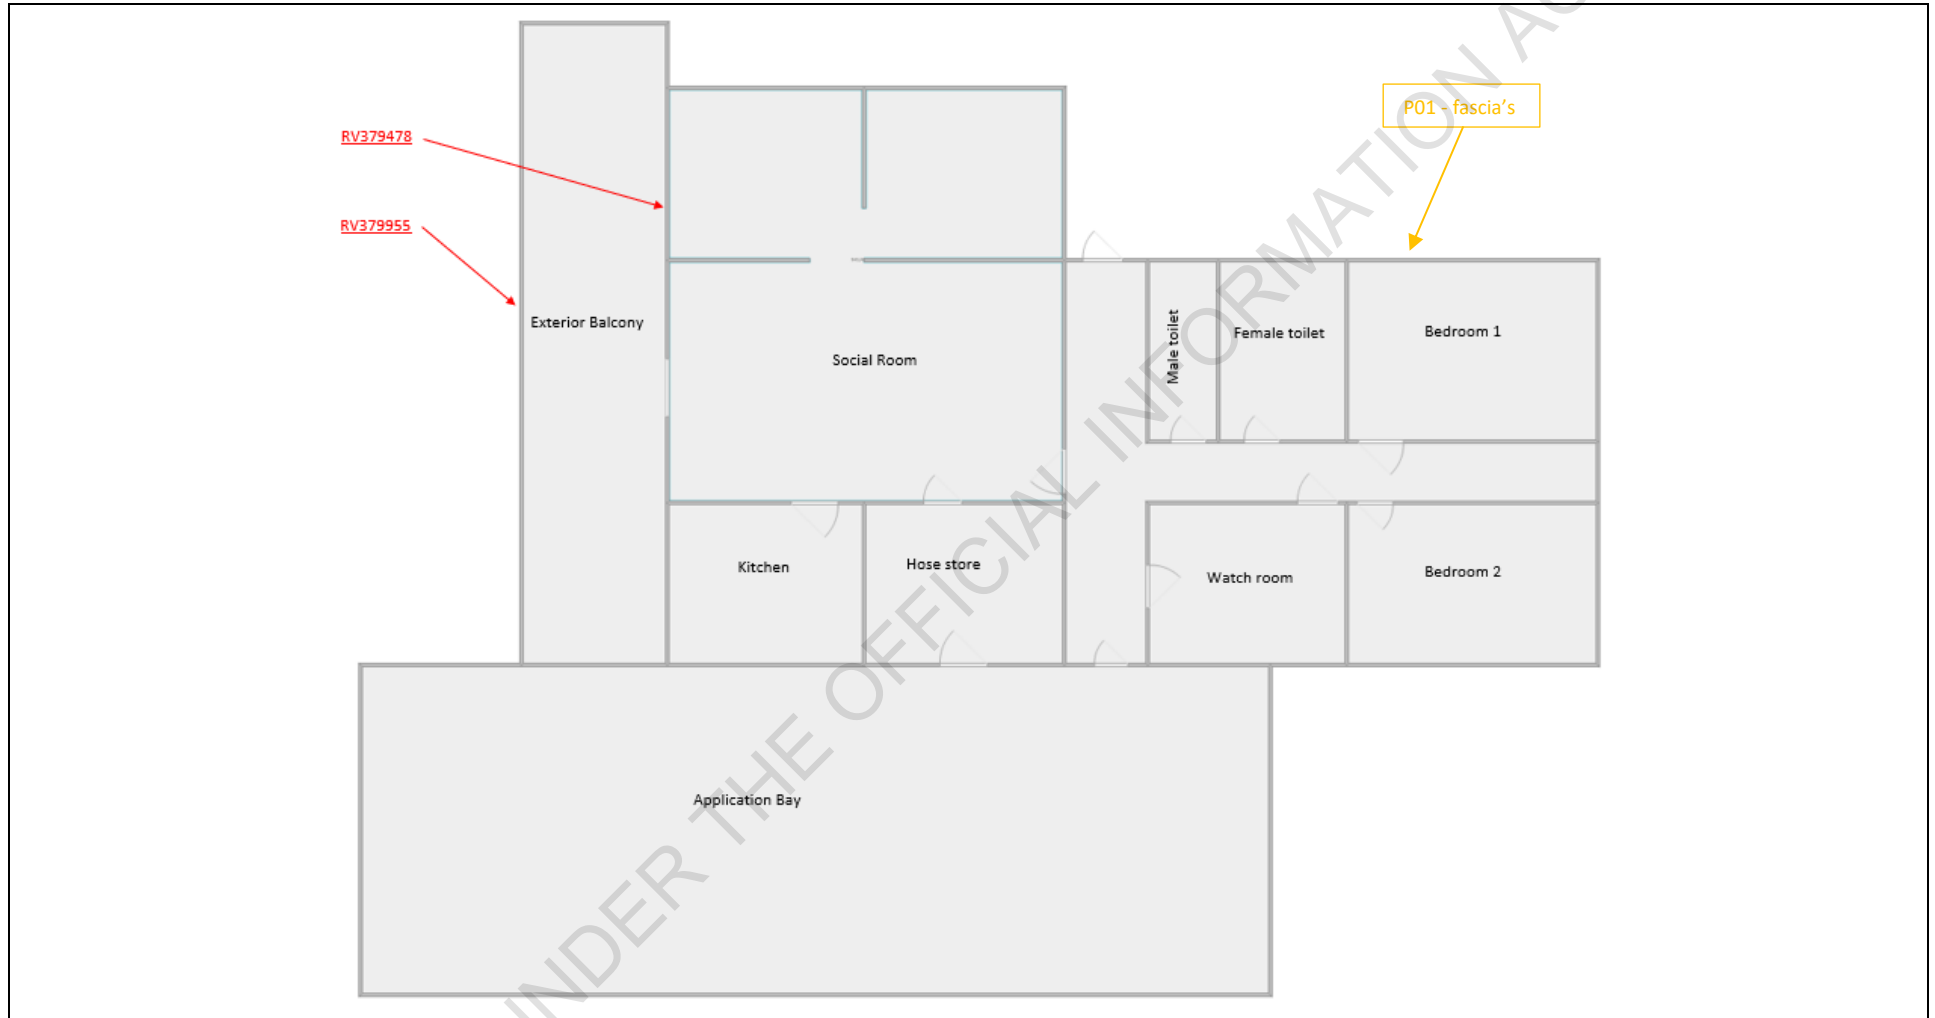 RV379478
P01 - fascia's
RV379955
Exterior Balcony
Social Room
Male toilet
Female toilet
Bedroom 1
Kitchen
Hose store
Watch room
Bedroom 2
Application Bay
UNDER THE OFFICIAL INFORMATION AC